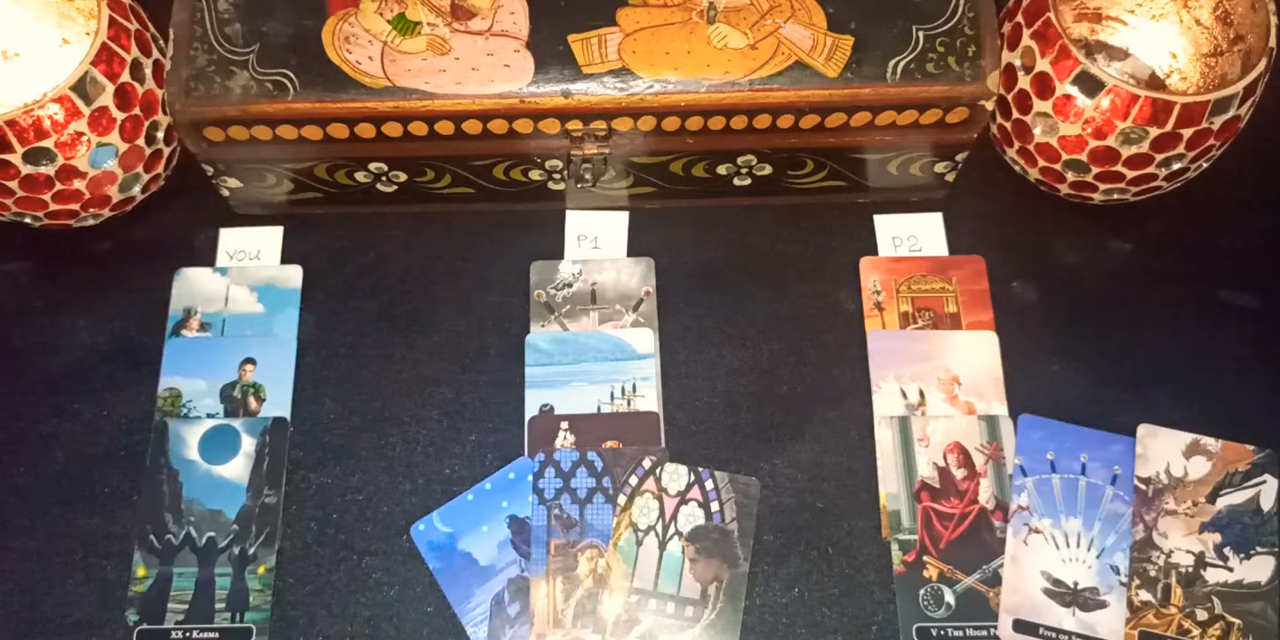 YOU
P1
P2
XX • KARMA
V • THE HIGH
FIVE OF